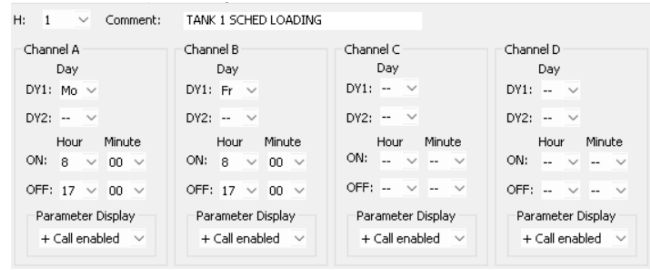 H: 1 Comment: TANK 1 SCHED LOADING
Channel A
Day
DY1: Mo
DY2: --
Hour Minute
ON: 8 00
OFF: 17 00
Parameter Display
+ Call enabled
Channel B
Day
DY1: Fr
DY2: --
Hour Minute
ON: 8 00
OFF: 17 00
Parameter Display
+ Call enabled
Channel C
Day
DY1: --
DY2: --
Hour Minute
ON: -- --
OFF: -- --
Parameter Display
+ Call enabled
Channel D
Day
DY1: --
DY2: --
Hour Minute
ON: -- --
OFF: -- --
Parameter Display
+ Call enabled